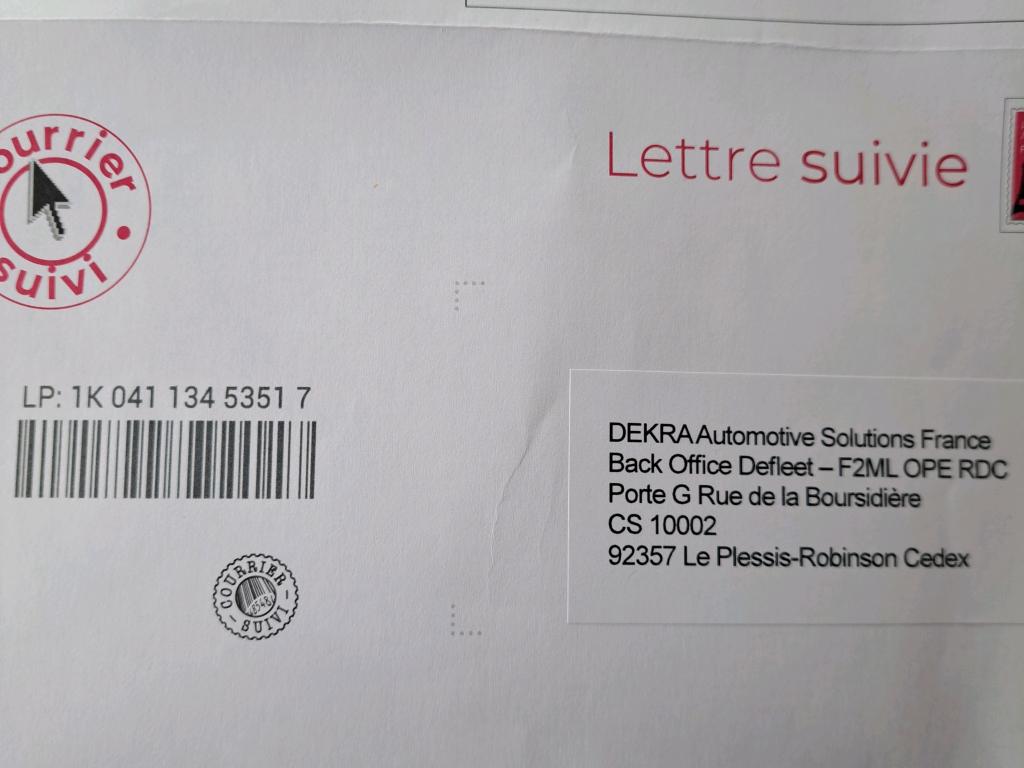 ourrier
suivi
Lettre suivie
LP: 1K 041 134 5351 7
DEKRA Automotive Solutions France
Back Office Defleet – F2ML OPE RDC
Porte G Rue de la Boursidière
CS 10002
92357 Le Plessis-Robinson Cedex
COURRIER
SUIVI